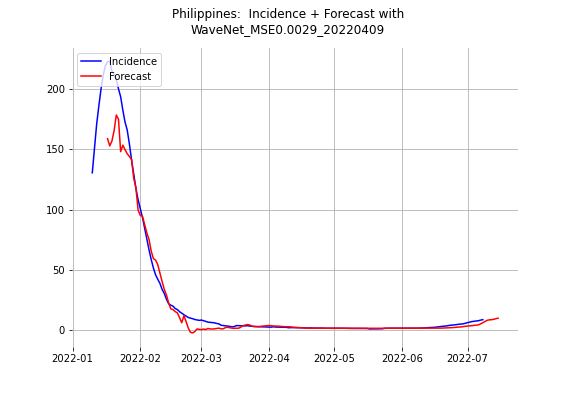 Philippines:  Incidence + Forecast with
WaveNet_MSE0.0029_20220409
Incidence
Forecast
200
150
100
50
0
2022-01 2022-02 2022-03 2022-04 2022-05 2022-06 2022-07